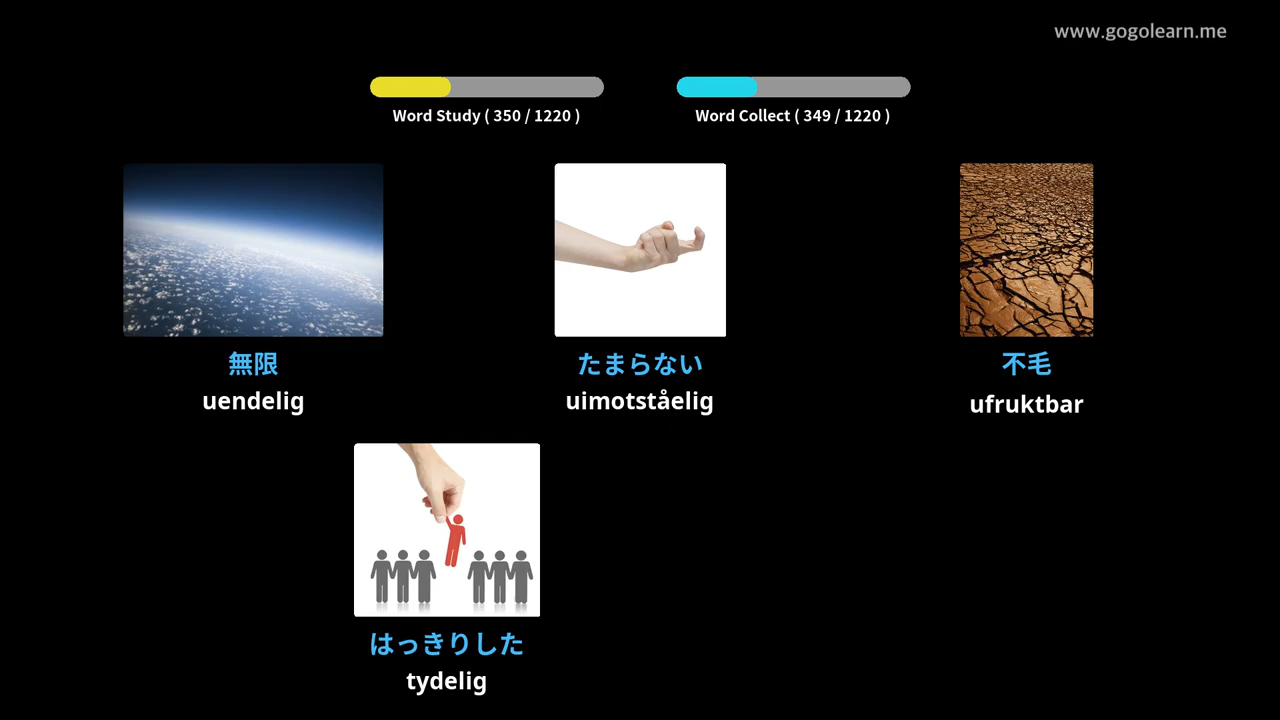 www.gogolearn.me
Word Study ( 350 / 1220 )
Word Collect ( 349 / 1220 )
無限
uendelig
たまらない
uimotståelig
不毛
ufruktbar
はっきりした
tydelig